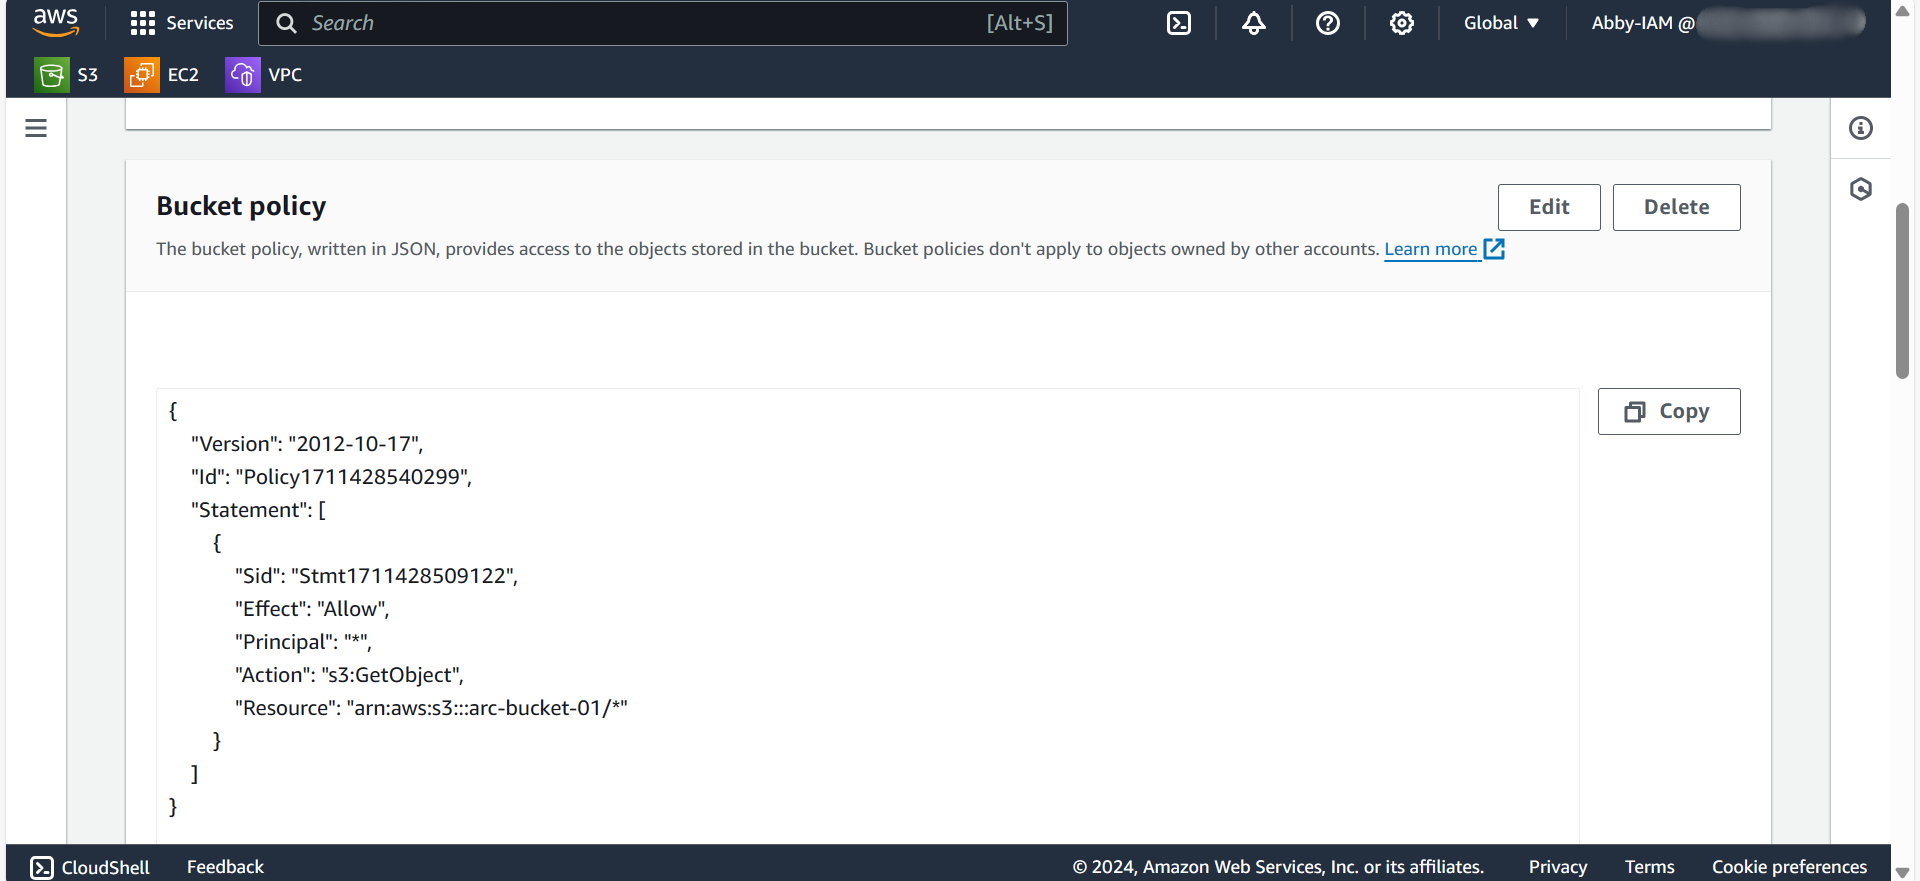 aws
Services
Search
[Alt+S]
Global
Abby-IAM @
S3
EC2
VPC
Bucket policy
Edit
Delete
The bucket policy, written in JSON, provides access to the objects stored in the bucket. Bucket policies don't apply to objects owned by other accounts. Learn more
Copy
{
"Version": "2012-10-17",
"Id": "Policy1711428540299",
"Statement": [
{
"Sid": "Stmt1711428509122",
"Effect": "Allow",
"Principal": "*",
"Action": "s3:GetObject",
"Resource": "arn:aws:s3:::arc-bucket-01/*"
}
]
}
CloudShell
Feedback
© 2024, Amazon Web Services, Inc. or its affiliates.
Privacy
Terms
Cookie preferences